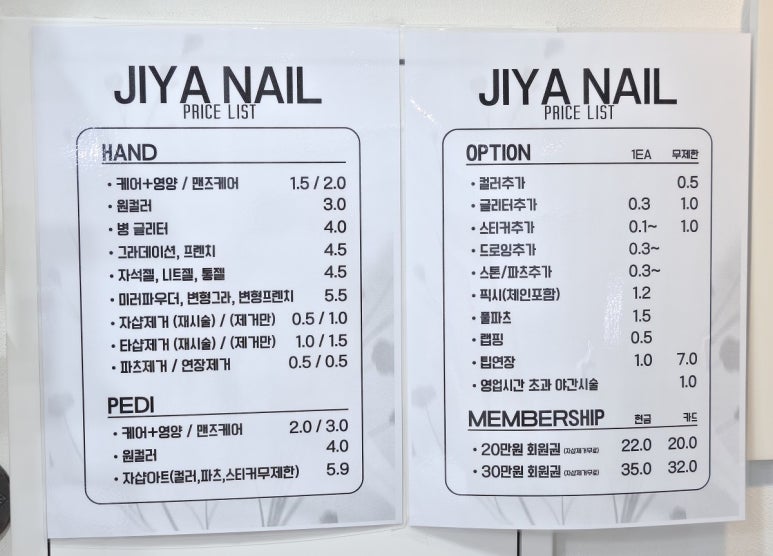 JIYA NAIL
PRICE LIST
HAND
• 케어+영양 / 맨즈케어 1.5 / 2.0
• 원컬러 3.0
• 병 글리터 4.0
• 그라데이션, 프렌치 4.5
• 자석젤, 니트젤, 통젤 4.5
• 미러파우더, 변형그라, 변형프렌치 5.5
• 자샵제거 (재시술) / (제거만) 0.5 / 1.0
• 타샵제거 (재시술) / (제거만) 1.0 / 1.5
• 파츠제거 / 연장제거 0.5 / 0.5
PEDI
• 케어+영양 / 맨즈케어 2.0 / 3.0
• 원컬러 4.0
• 자샵아트(컬러,파츠,스티커무제한) 5.9
JIYA NAIL
PRICE LIST
OPTION 1EA 무제한
• 컬러추가 0.5
• 글리터추가 0.3 1.0
• 스티커추가 0.1~ 1.0
• 드로잉추가 0.3~
• 스톤/파츠추가 0.3~
• 픽시(체인포함) 1.2
• 풀파츠 1.5
• 랩핑 0.5
• 팁연장 1.0 7.0
• 영업시간 초과 야간시술 1.0
MEMBERSHIP 현금 카드
• 20만원 회원권 (자샵제거무료) 22.0 20.0
• 30만원 회원권 (자샵제거무료) 35.0 32.0